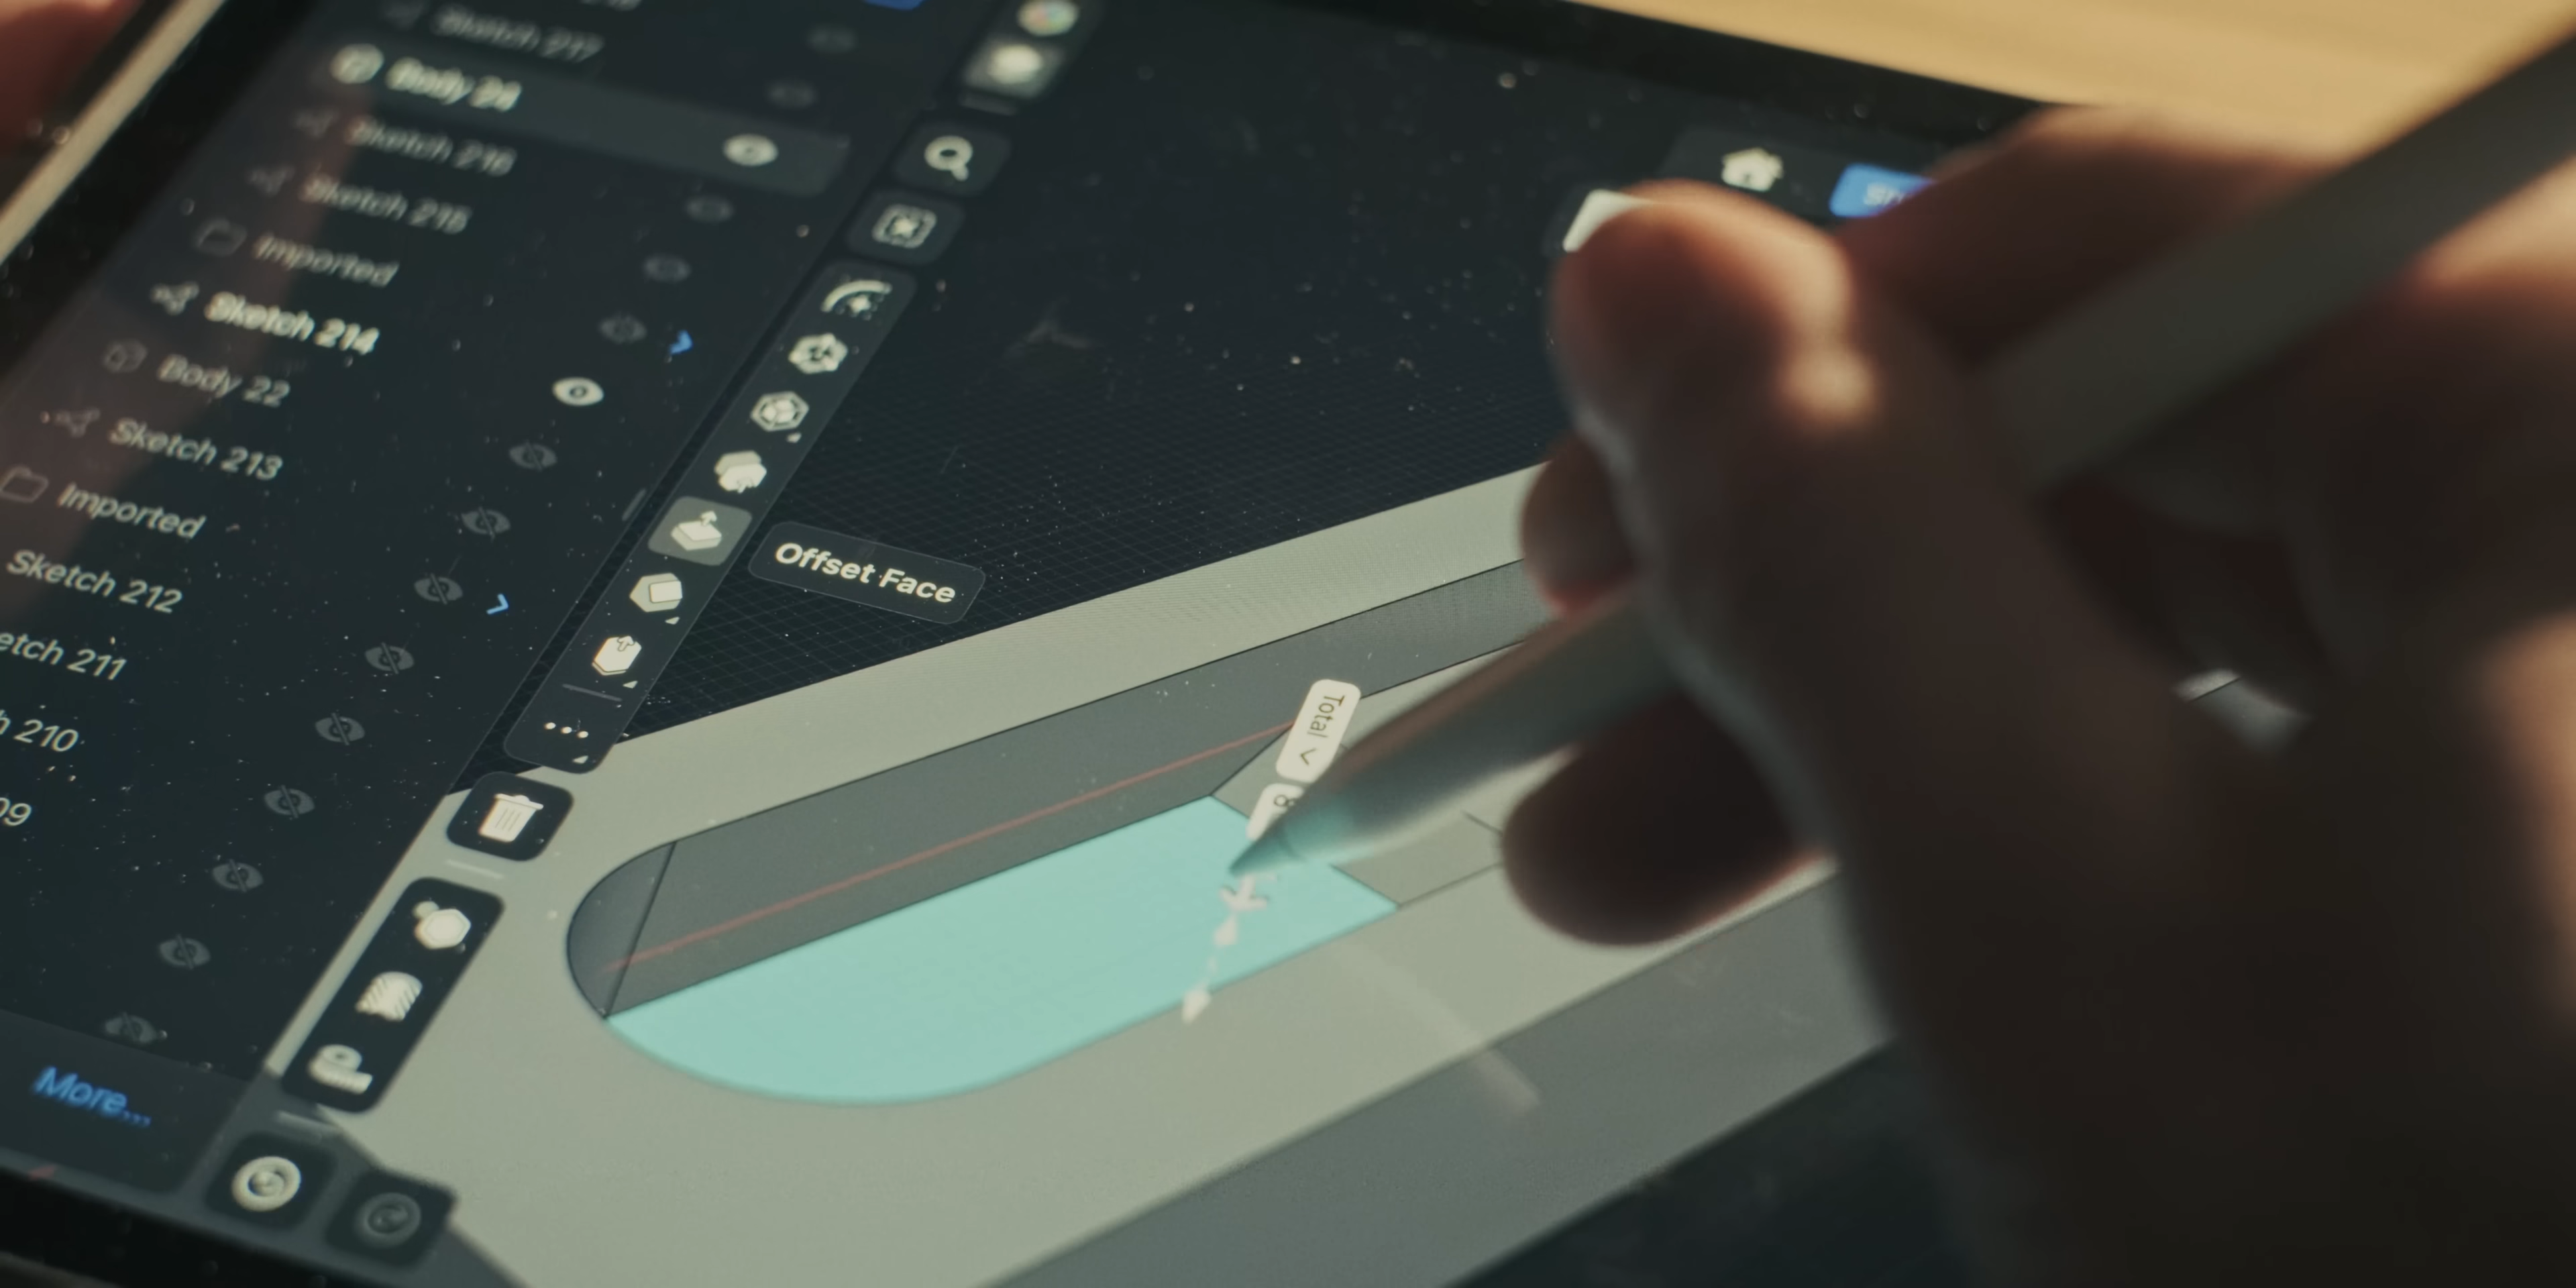 Sketch 217
Body 24
Sketch 216
Sketch 215
Imported
Sketch 214
Body 22
Sketch 213
Imported
Sketch 212
etch 211
h 210
09
More...
Offset Face
Total
8